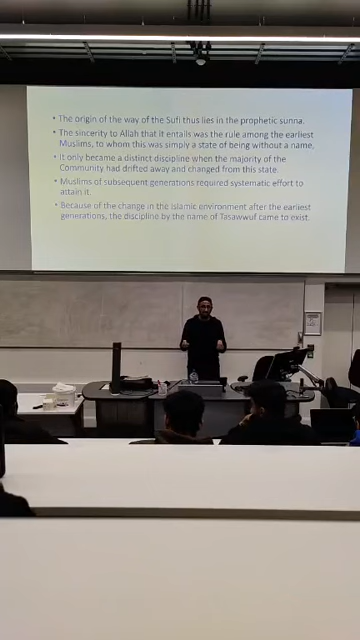 • The origin of the way of the Sufi thus lies in the prophetic sunna.
• The sincerity to Allah that it entails was the rule among the earliest
Muslims, to whom this was simply a state of being without a name.
• It only became a distinct discipline when the majority of the
Community had drifted away and changed from this state.
• Muslims of subsequent generations required systematic effort to
attain it.
• Because of the change in the Islamic environment after the earliest
generations, the discipline by the name of Tasawwuf came to exist.